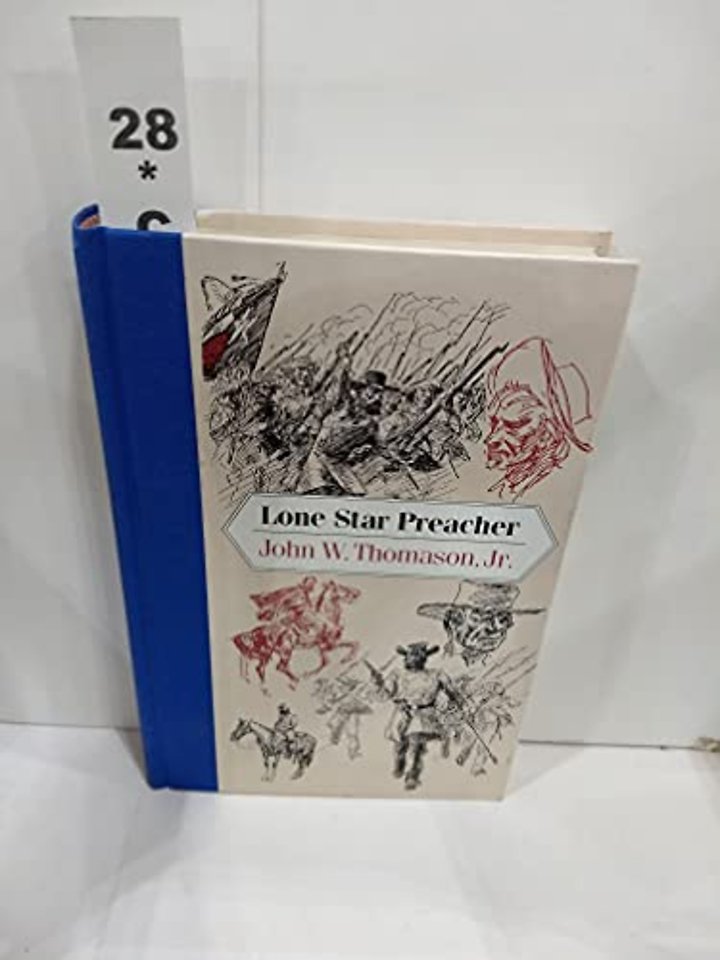 28
*
Lone Star Preacher
John W. Thomason, Jr.